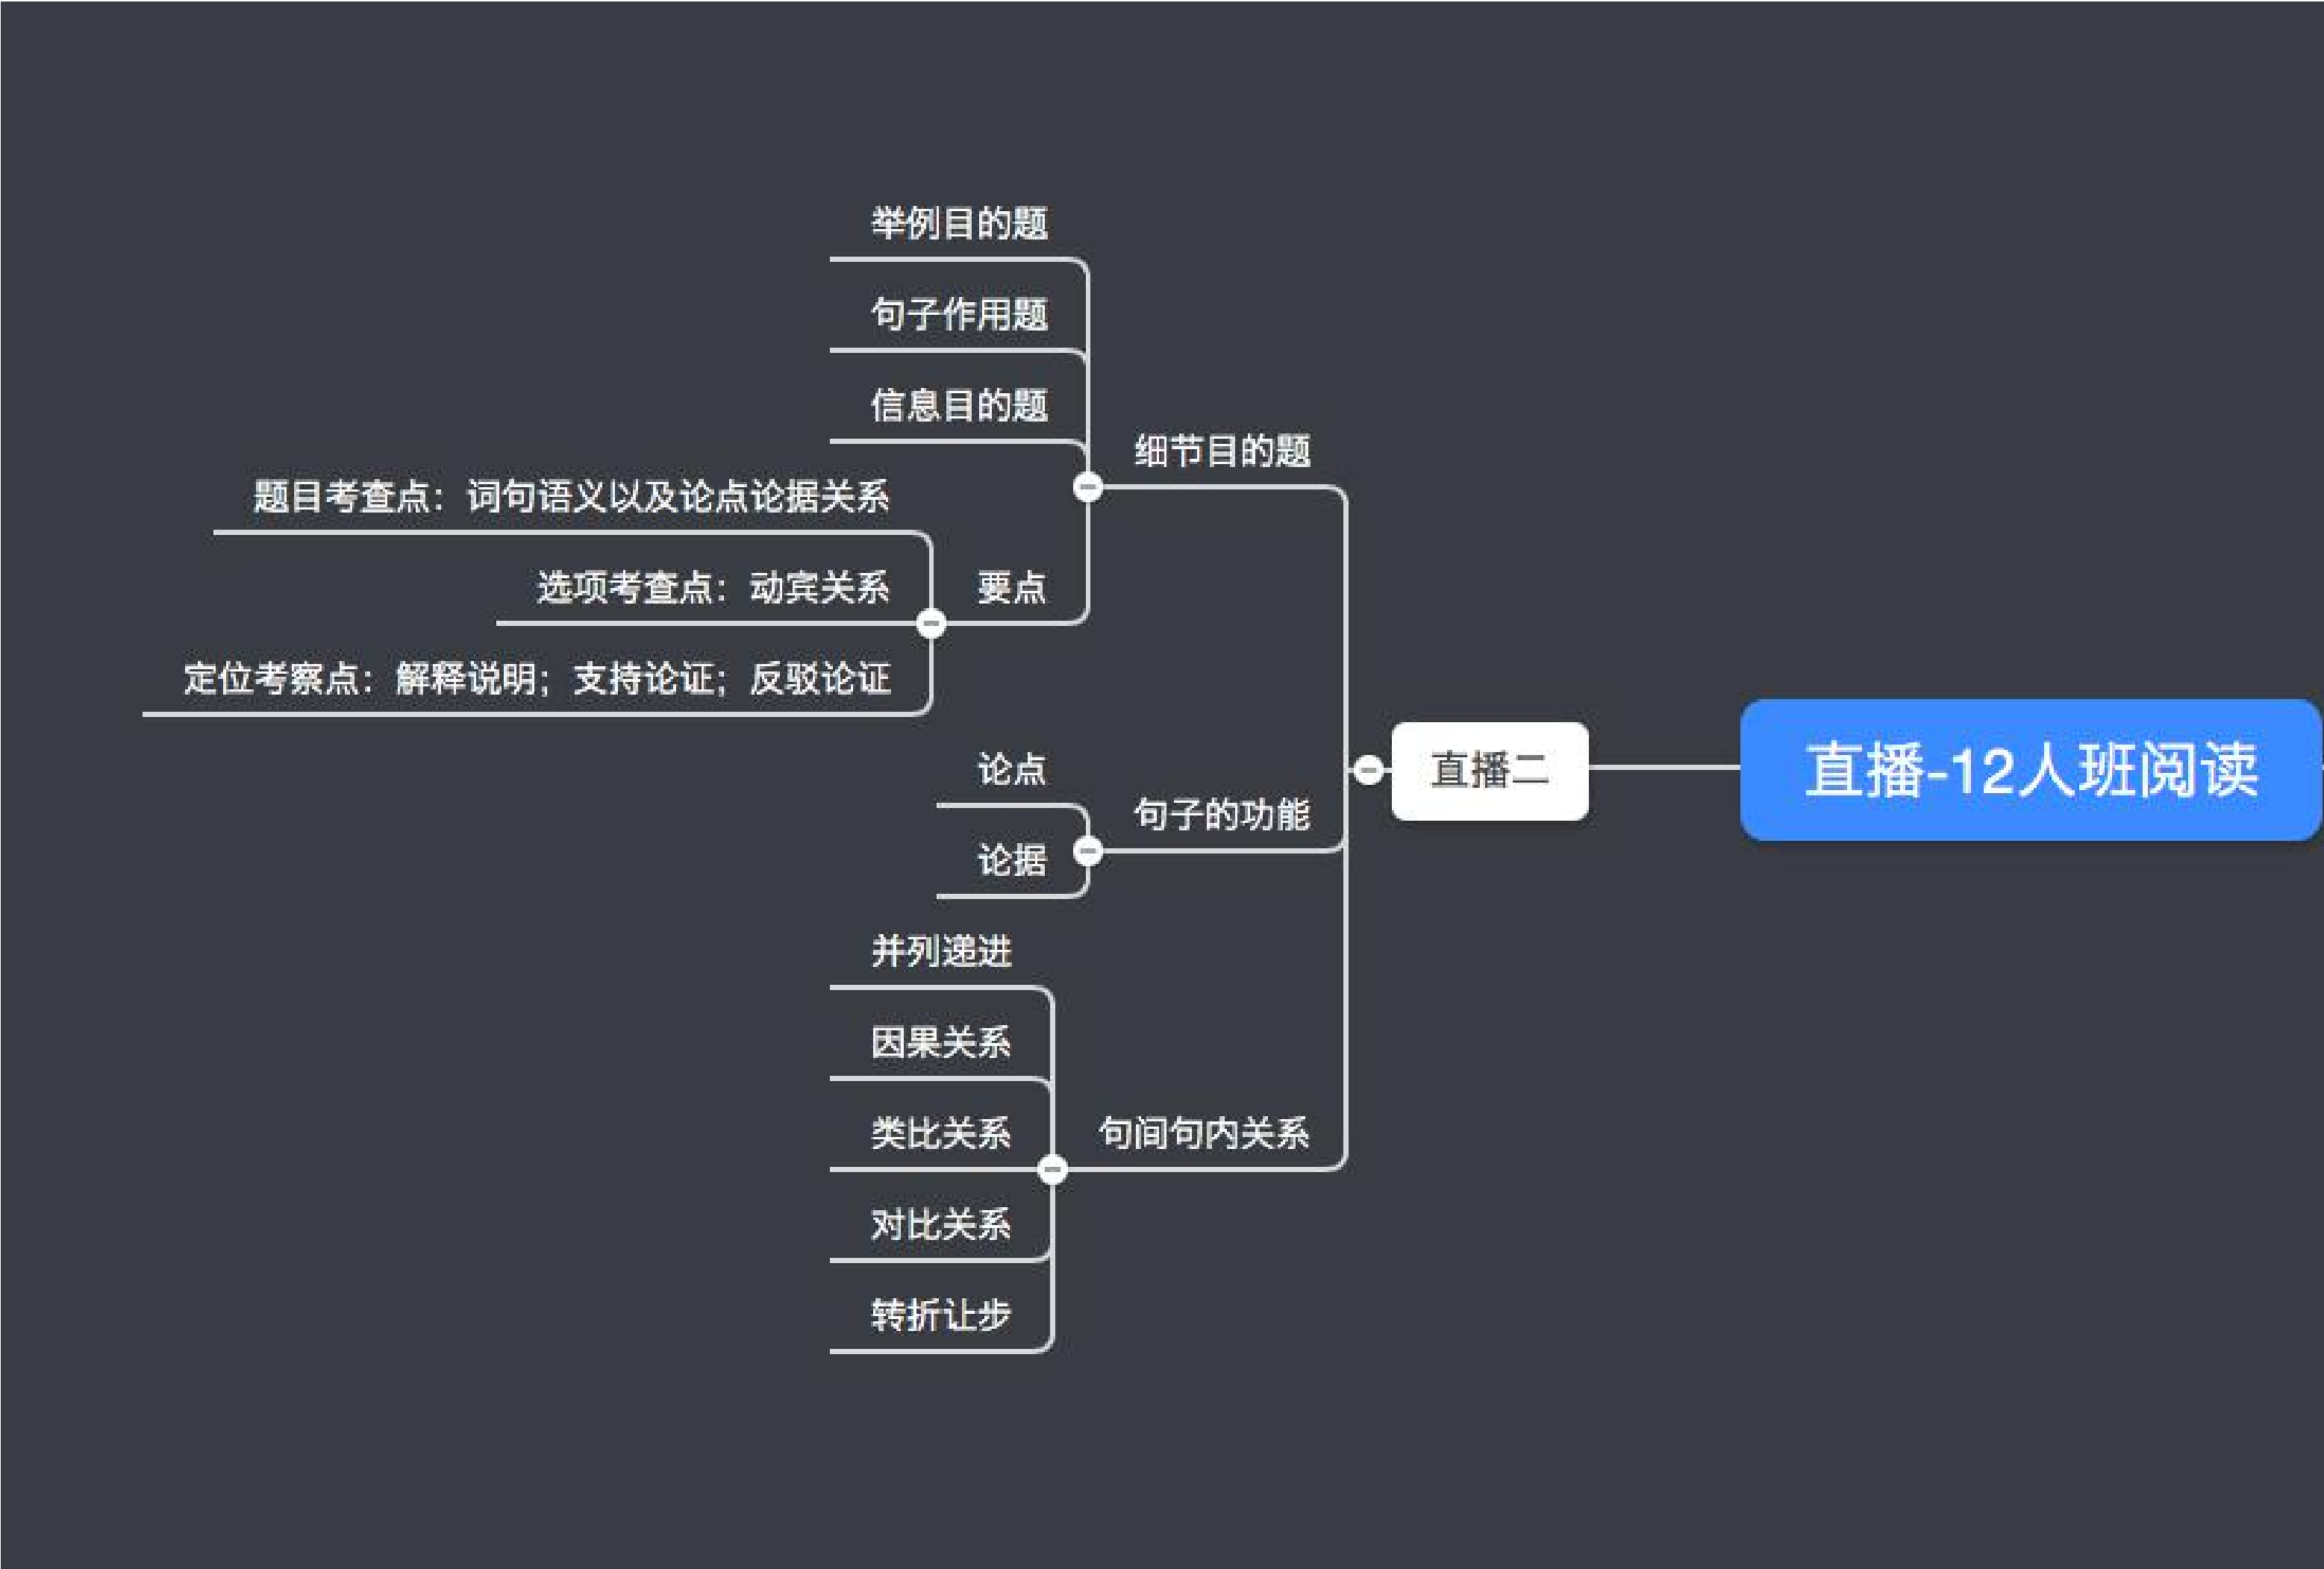 举例目的题
句子作用题
信息目的题
细节目的题
题目考查点：词句语义以及论点论据关系
选项考查点：动宾关系
要点
定位考察点：解释说明；支持论证；反驳论证
论点
句子的功能
论据
直播二
直播-12人班阅读
并列递进
因果关系
类比关系
句间句内关系
对比关系
转折让步